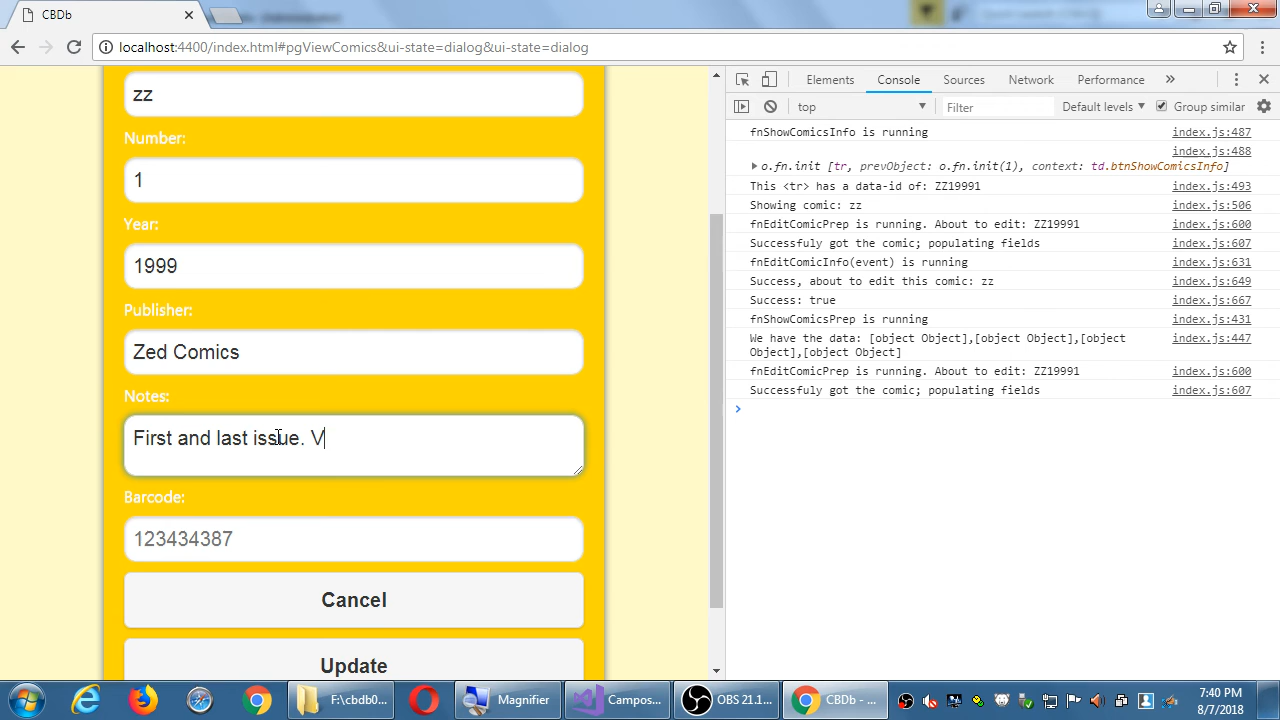 CBDb
localhost:4400/index.html#pgViewComics&ui-state=dialog&ui-state=dialog
Elements Console Sources Network Performance »
top Filter Default levels ▼ Group similar
zz
Number:
1
Year:
1999
Publisher:
Zed Comics
Notes:
First and last issue. V
Barcode:
123434387
Cancel
Update
fnShowComicsInfo is running index.js:487
index.js:488
o.fn.init [tr, prevObject: o.fn.init(1), context: td.btnShowComicsInfo]
This <tr> has a data-id of: ZZ19991 index.js:493
Showing comic: zz index.js:506
fnEditComicPrep is running. About to edit: ZZ19991 index.js:600
Successfuly got the comic; populating fields index.js:607
fnEditComicInfo(event) is running index.js:631
Success, about to edit this comic: zz index.js:649
Success: true index.js:667
fnShowComicsPrep is running index.js:431
We have the data: [object Object],[object Object],[object index.js:447
Object],[object Object]
fnEditComicPrep is running. About to edit: ZZ19991 index.js:600
Successfuly got the comic; populating fields index.js:607
F:\cbdb0... Magnifier Campos... OBS 21.1... CBDb - ...
7:40 PM
8/7/2018